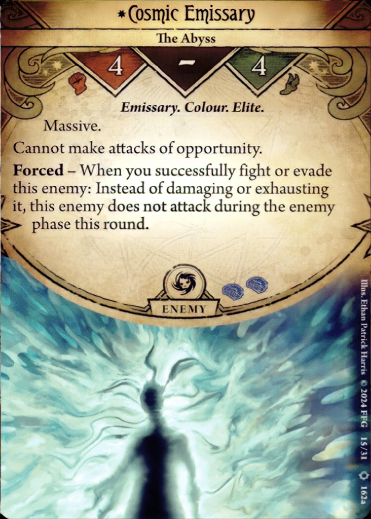 *Cosmic Emissary
The Abyss
4
–
4
Emissary. Colour. Elite.
Massive.
Cannot make attacks of opportunity.
Forced – When you successfully fight or evade
this enemy: Instead of damaging or exhausting
it, this enemy does not attack during the enemy
phase this round.
ENEMY
Illus. Ethan Patrick Harris © 2024 FFG 15/31 162a